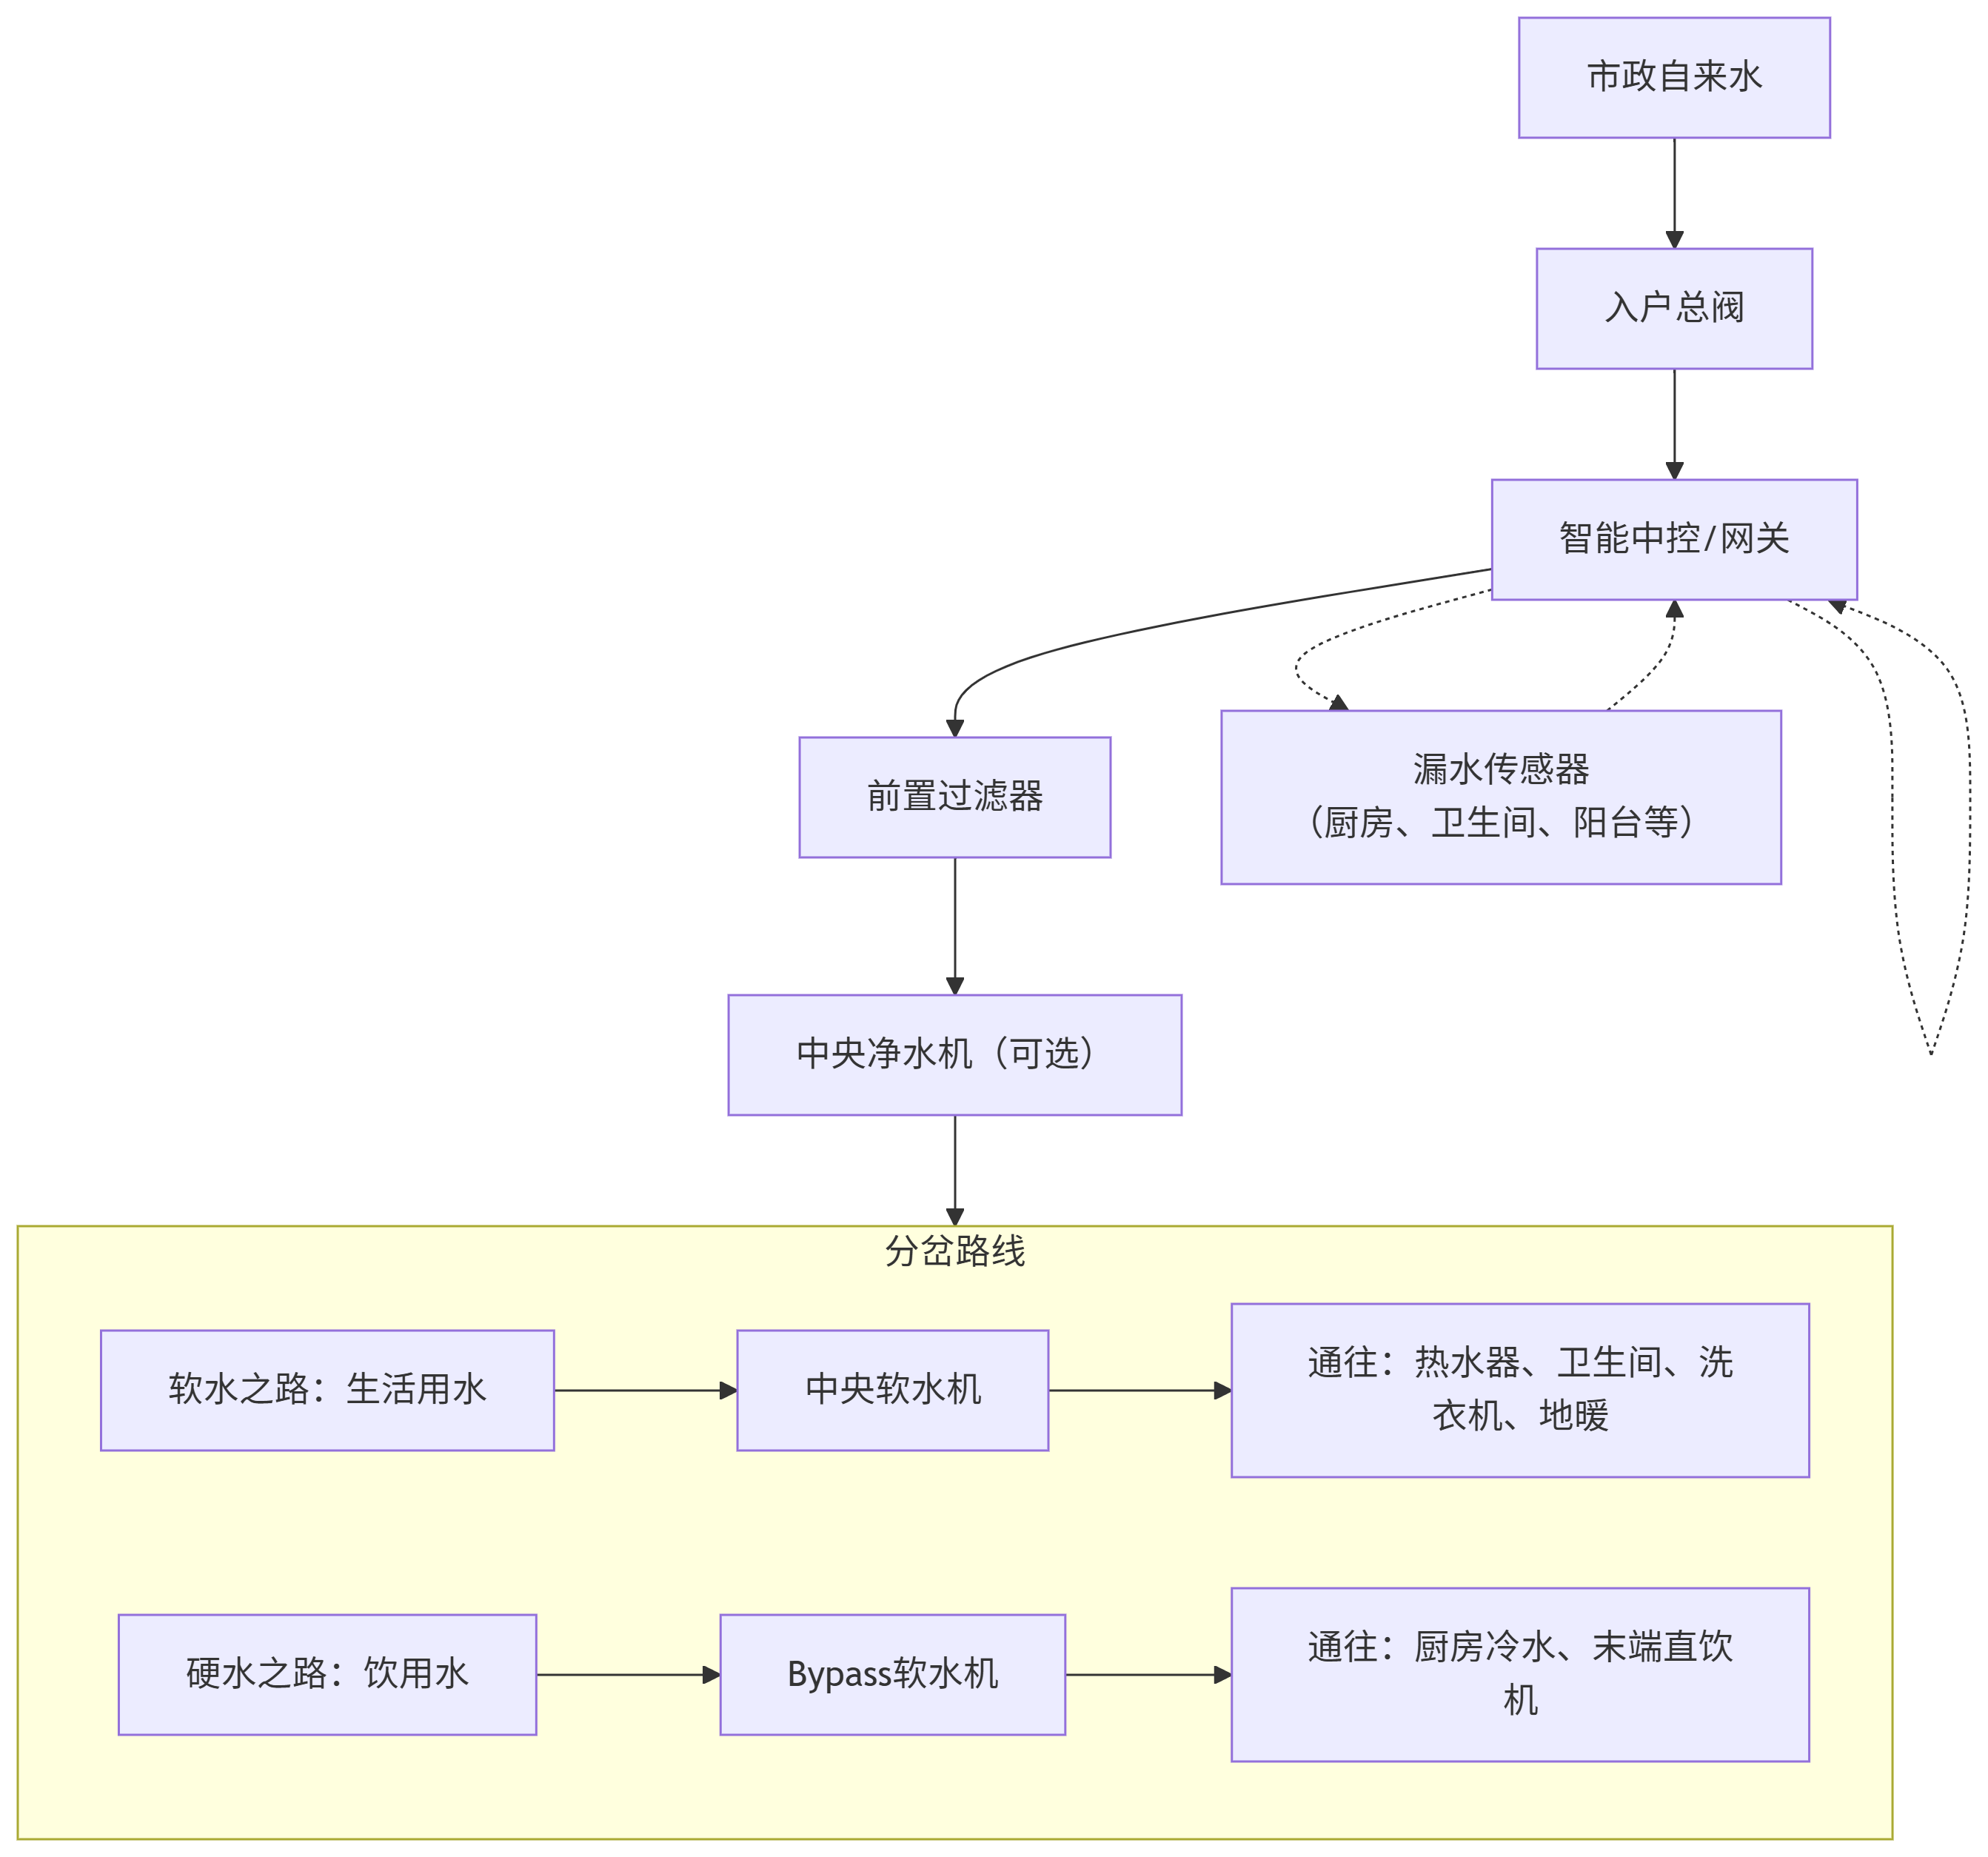 市政自来水
入户总阀
智能中控/网关
前置过滤器
漏水传感器
（厨房、卫生间、阳台等）
中央净水机（可选）
分岔路线
软水之路：生活用水
中央软水机
通往：热水器、卫生间、洗
衣机、地暖
硬水之路：饮用水
Bypass软水机
通往：厨房冷水、末端直饮
机